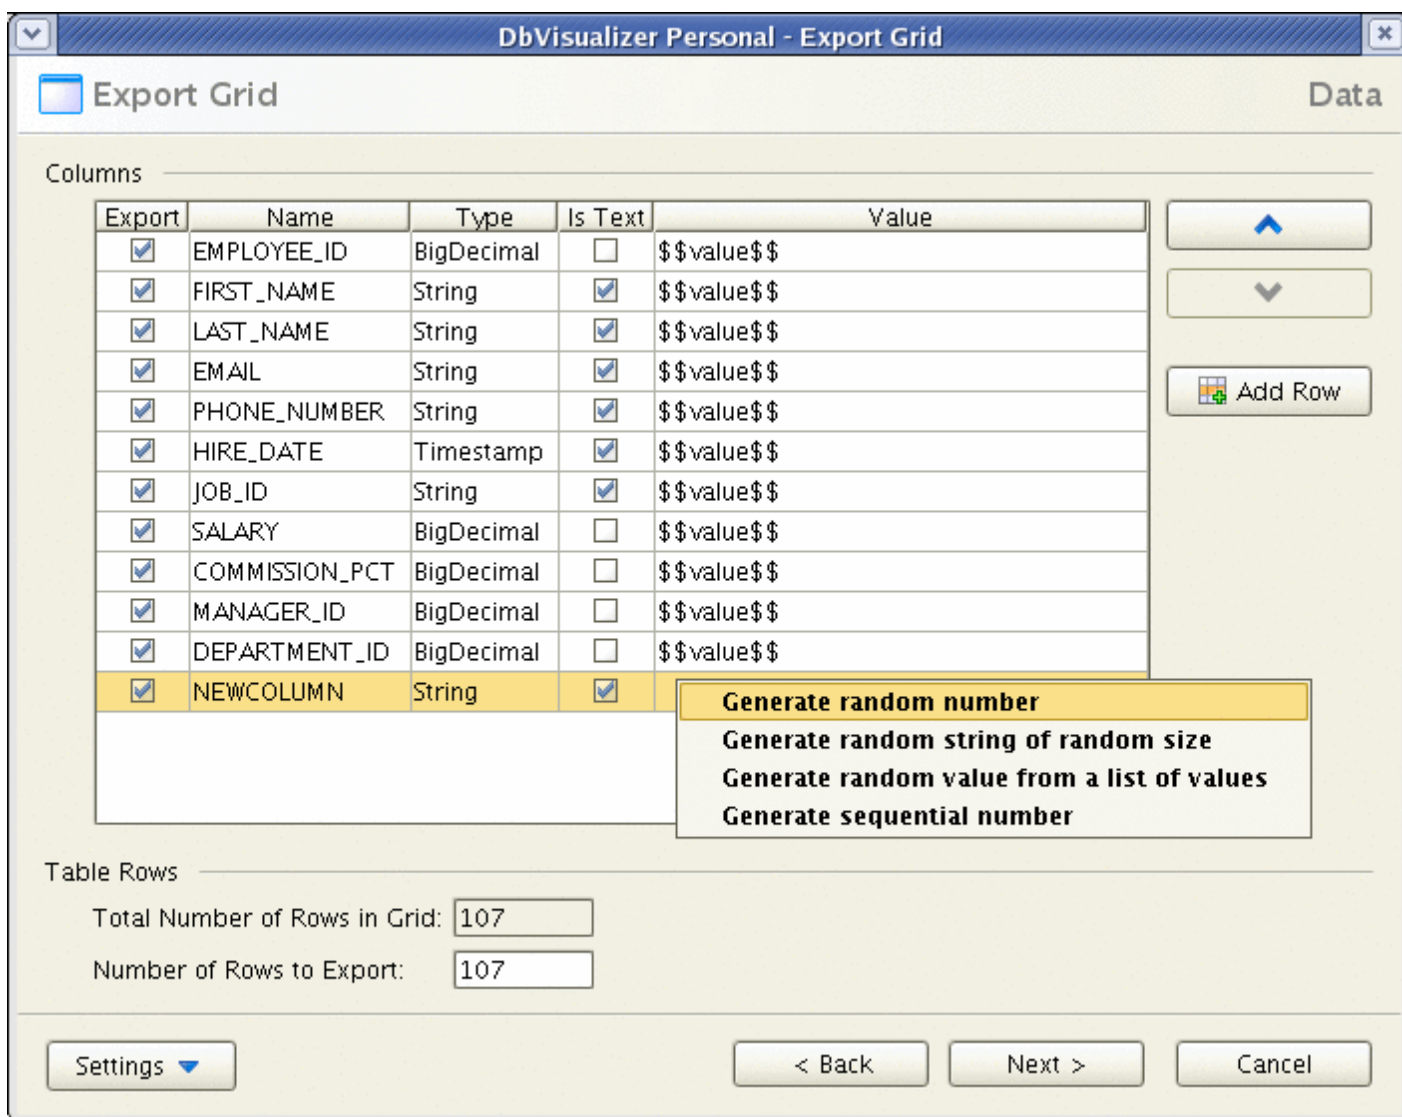 DbVisualizer Personal - Export Grid
Export Grid Data
Columns
Export Name Type Is Text Value
EMPLOYEE_ID BigDecimal $$value$$
FIRST_NAME String $$value$$
LAST_NAME String $$value$$
EMAIL String $$value$$
PHONE_NUMBER String $$value$$
HIRE_DATE Timestamp $$value$$
JOB_ID String $$value$$
SALARY BigDecimal $$value$$
COMMISSION_PCT BigDecimal $$value$$
MANAGER_ID BigDecimal $$value$$
DEPARTMENT_ID BigDecimal $$value$$
NEWCOLUMN String
Generate random number
Generate random string of random size
Generate random value from a list of values
Generate sequential number
Add Row
Table Rows
Total Number of Rows in Grid: 107
Number of Rows to Export: 107
Settings < Back Next > Cancel